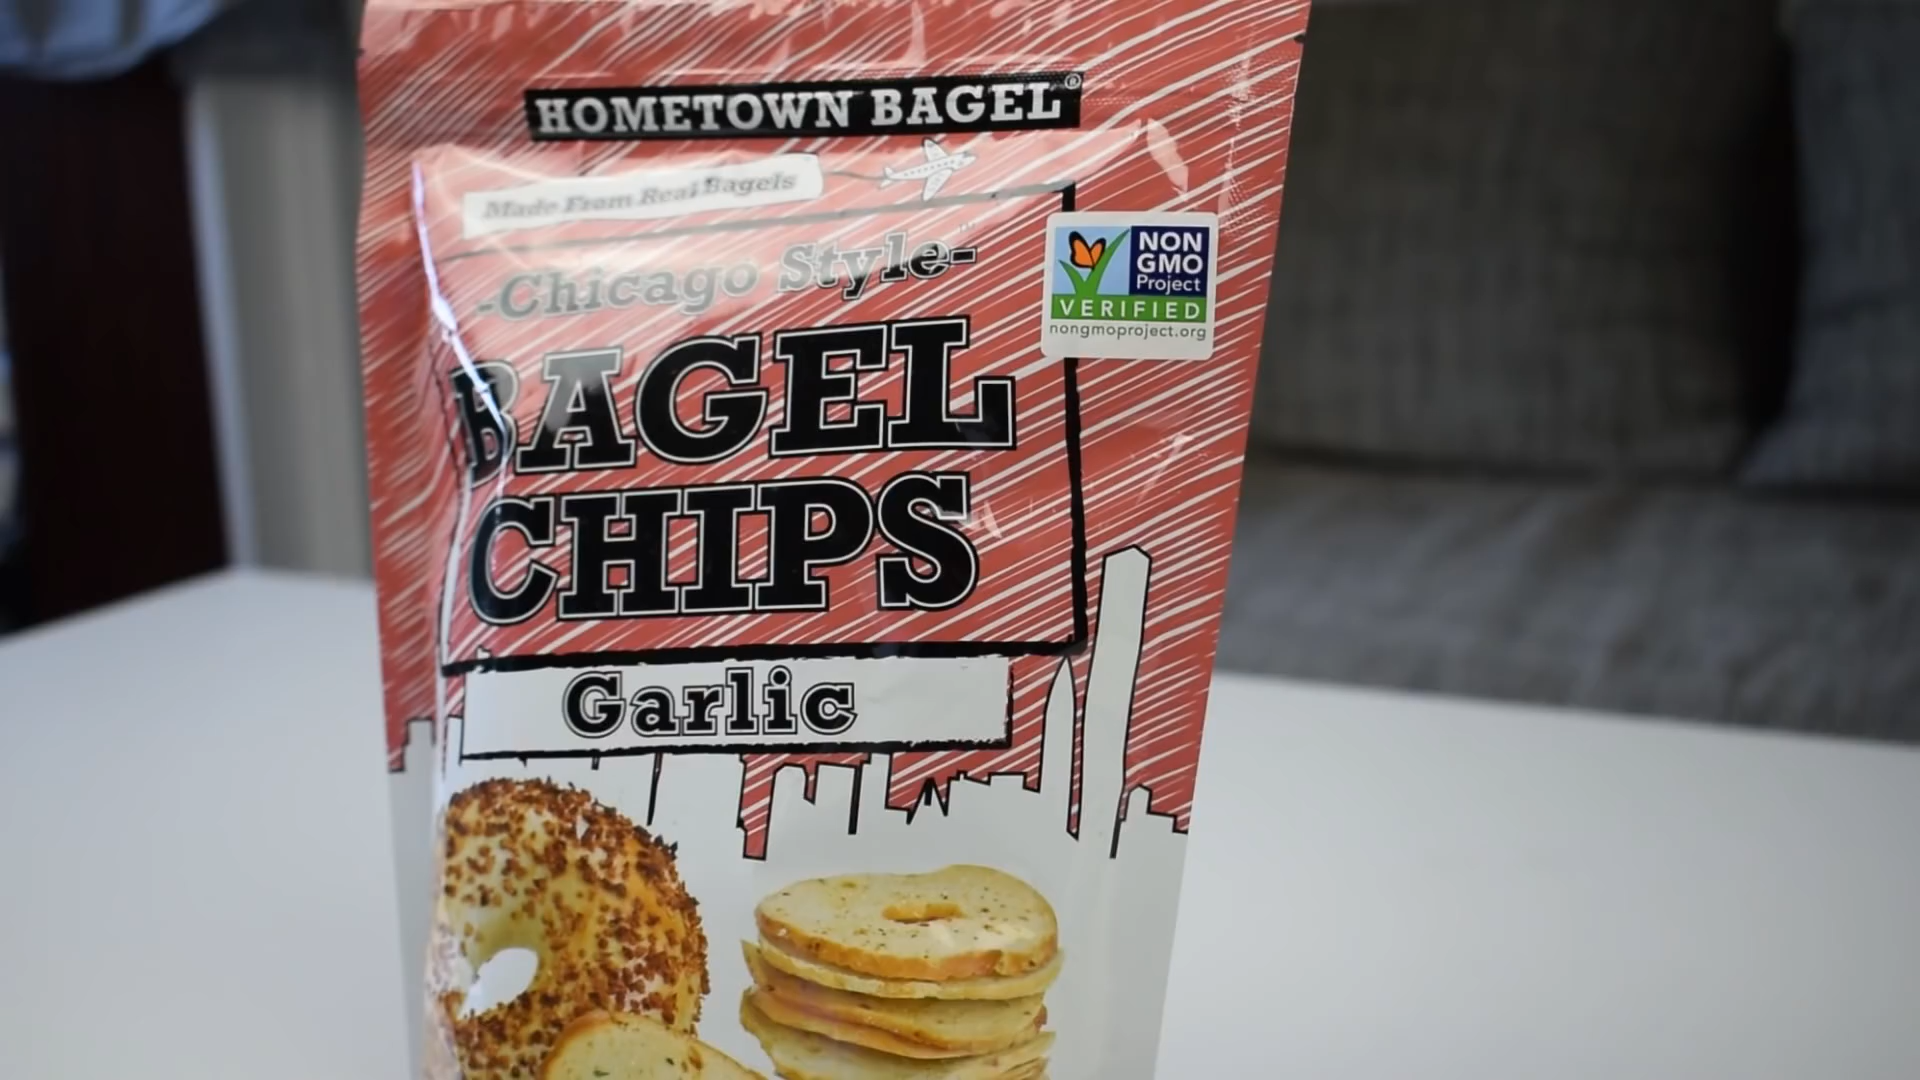 HOMETOWN BAGEL®
Made From Real Bagels
-Chicago Style-
BAGEL
CHIPS
Garlic
NON
GMO
Project
VERIFIED
nongmoproject.org